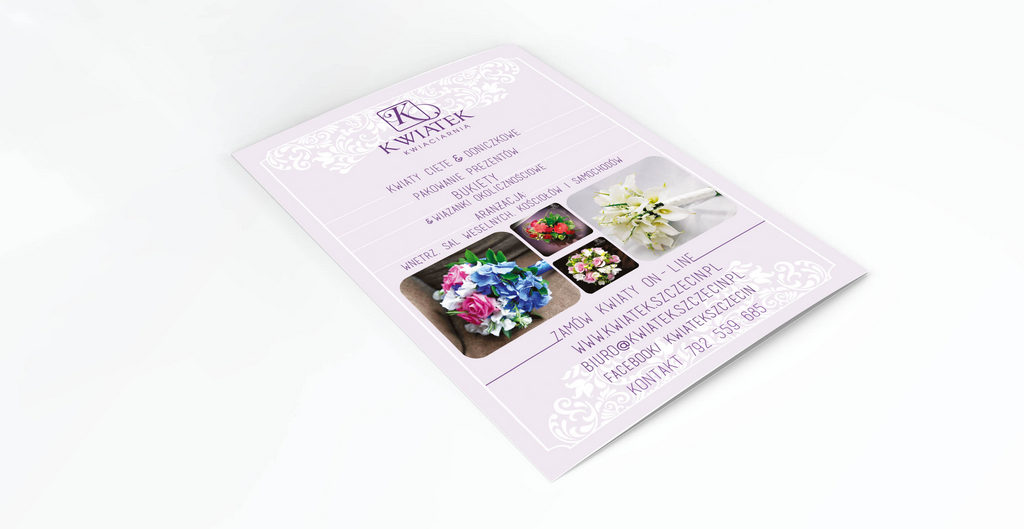 K
KWIATEK
KWIACIARNIA
KWIATY CIĘTE & DONICZKOWE
PAKOWANIE PREZENTÓW
BUKIETY
& WIĄZANKI OKOLICZNOŚCIOWE
ARANŻACJA:
WNĘTRZ, SAL WESELNYCH, KOŚCIOŁÓW I SAMOCHODÓW
ZAMÓW KWIATY ON-LINE
WWW.KWIATEKSZCZECIN.PL
BIURO@KWIATEKSZCZECIN.PL
FACEBOOK/ KWIATEKSZCZECIN
KONTAKT 792 559 685